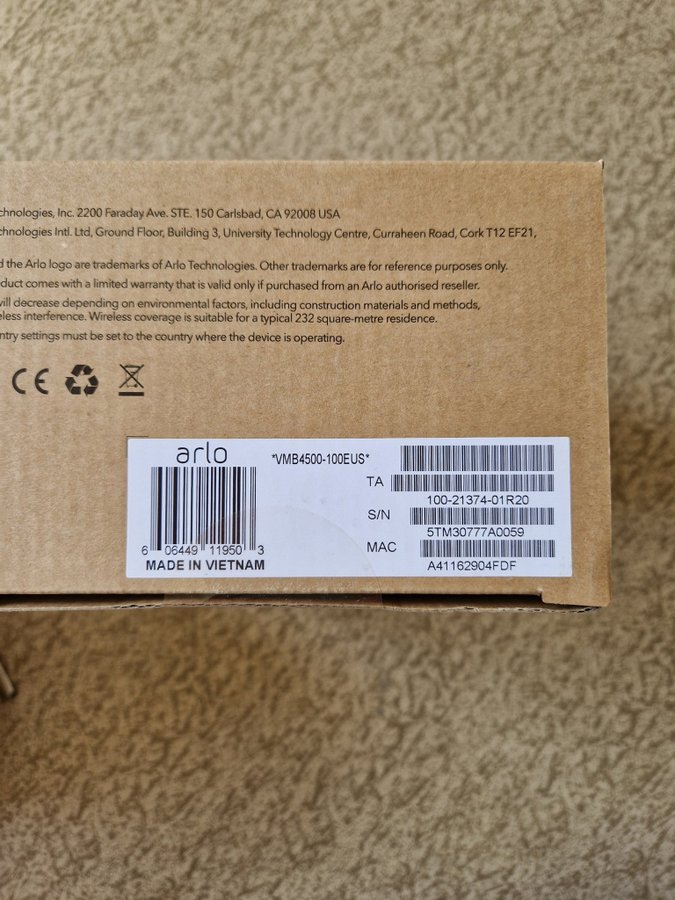 chnologies, Inc. 2200 Faraday Ave. STE. 150 Carlsbad, CA 92008 USA
chnologies Intl. Ltd, Ground Floor, Building 3, University Technology Centre, Curraheen Road, Cork T12 EF21,
d the Arlo logo are trademarks of Arlo Technologies. Other trademarks are for reference purposes only.
duct comes with a limited warranty that is valid only if purchased from an Arlo authorised reseller.
will decrease depending on environmental factors, including construction materials and methods,
eless interference. Wireless coverage is suitable for a typical 232 square-metre residence.
ntry settings must be set to the country where the device is operating.
CE
arlo
*VMB4500-100EUS*
TA
100-21374-01R20
S/N
5TM30777A0059
MAC
A41162904FDF
6 06449 11950 3
MADE IN VIETNAM